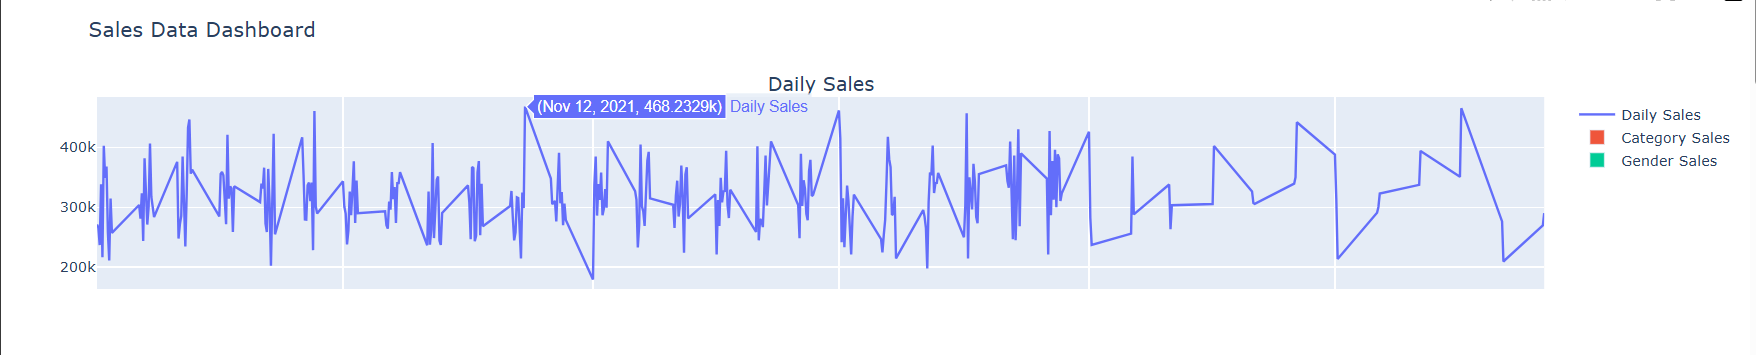 Sales Data Dashboard
Daily Sales
(Nov 12, 2021, 468.2329k) Daily Sales
400k
300k
200k
Daily Sales
Category Sales
Gender Sales